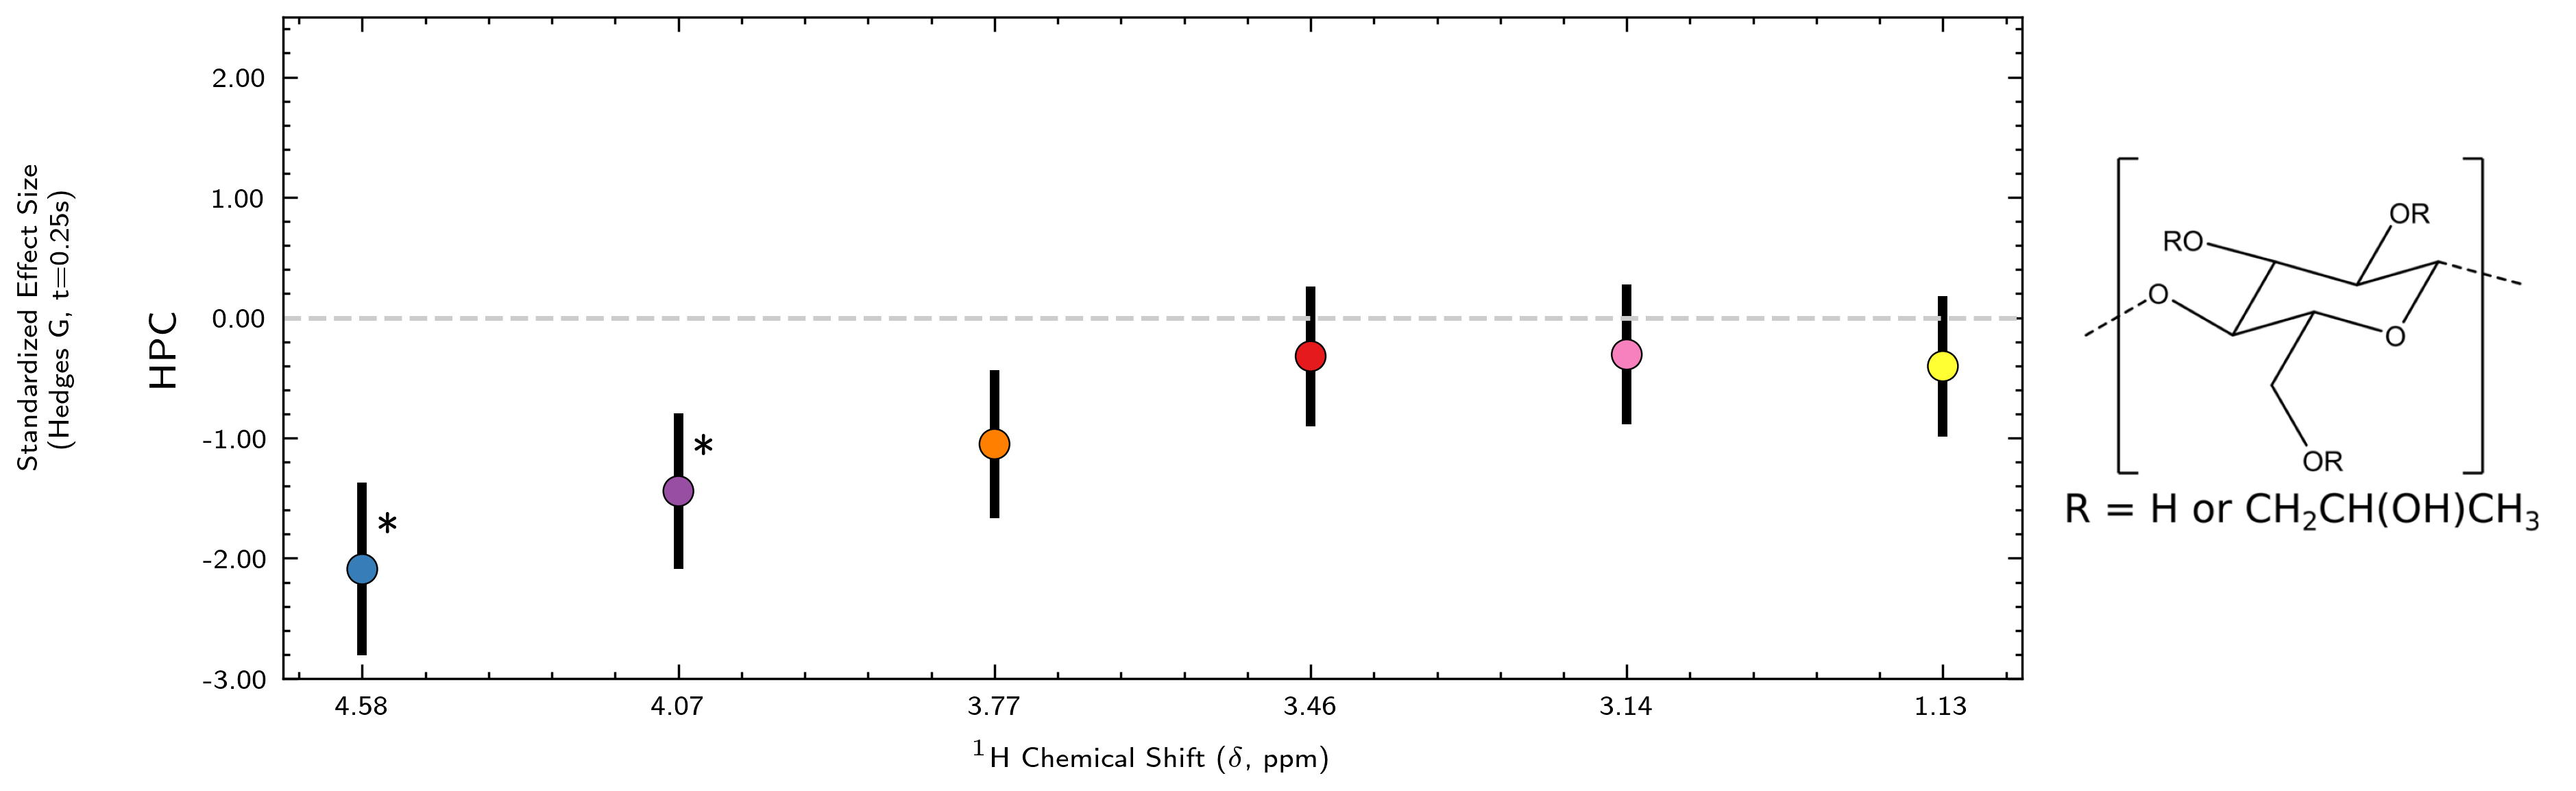 Standardized Effect Size
(Hedges G, t=0.25s)
HPC
2.00
1.00
0.00
-1.00
-2.00
-3.00
*
*
4.58 4.07 3.77 3.46 3.14 1.13
¹H Chemical Shift (δ, ppm)
OR
RO
O
O
OR
R = H or CH₂CH(OH)CH₃